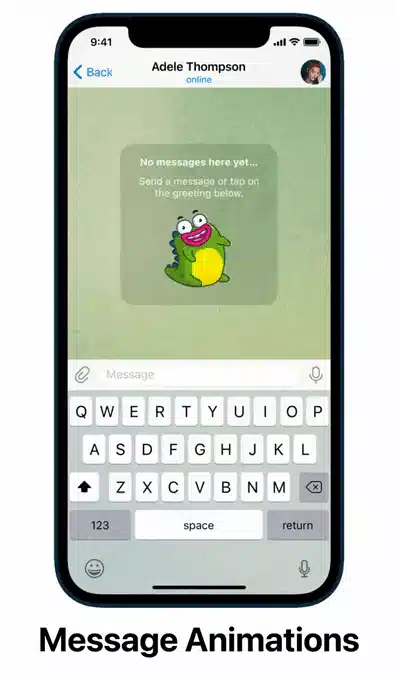 9:41
Back
Adele Thompson
online
No messages here yet...
Send a message or tap on
the greeting below.
Message
Q W E R T Y U I O P
A S D F G H J K L
Z X C V B N M
123 space return
Message Animations